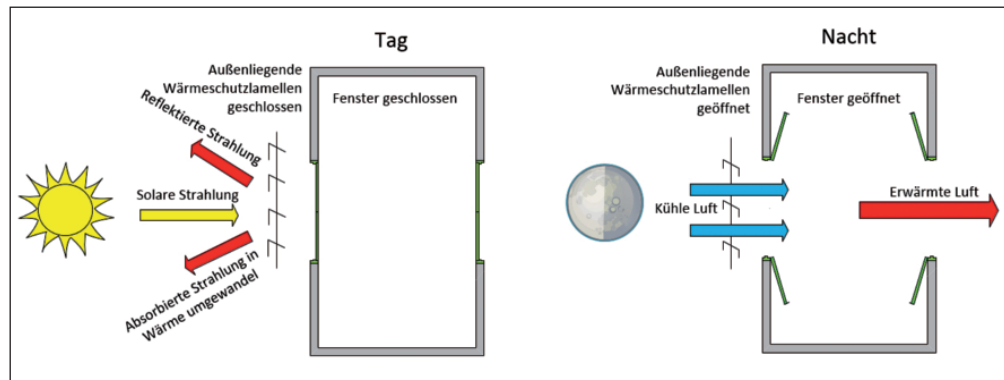 Tag
Außenliegende
Wärmeschutzlamellen
geschlossen
Fenster geschlossen
Reflektierte Strahlung
Solare Strahlung
Absorbierte Strahlung in
Wärme umgewandel
Nacht
Außenliegende
Wärmeschutzlamellen
geöffnet
Fenster geöffnet
Kühle Luft
Erwärmte Luft